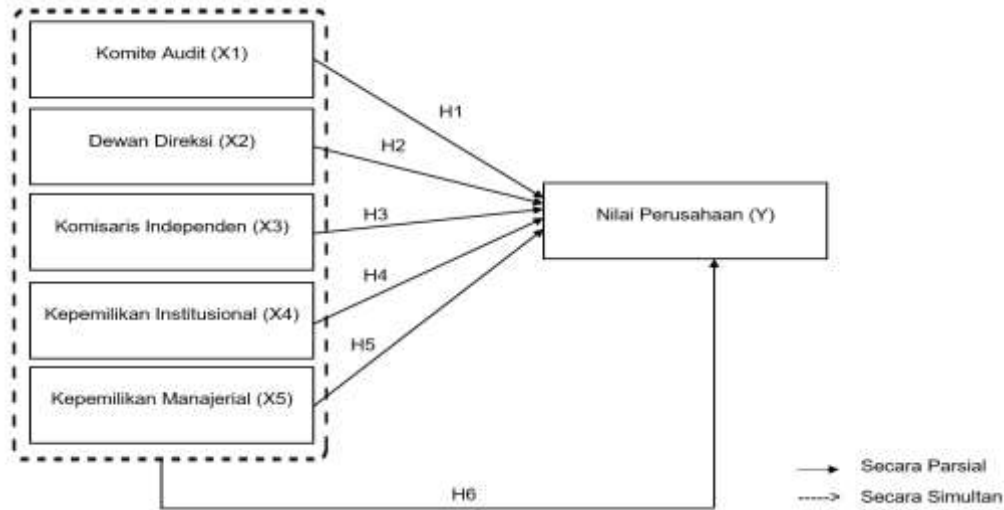 Komite Audit (X1)
H1
Dewan Direksi (X2)
H2
Komisaris Independen (X3)
H3
Nilai Perusahaan (Y)
H4
Kepemilikan Institusional (X4)
H5
Kepemilikan Manajerial (X5)
H6
Secara Parsial
Secara Simultan